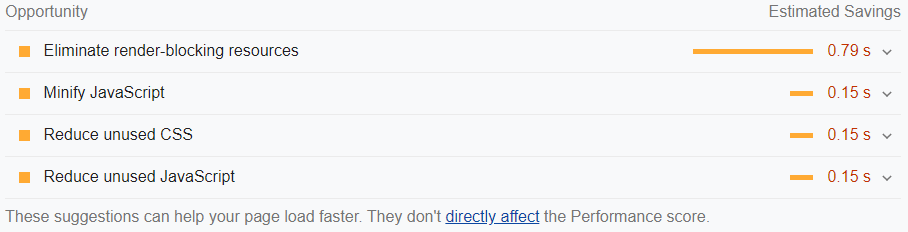 Opportunity Estimated Savings
Eliminate render-blocking resources 0.79 s
Minify JavaScript 0.15 s
Reduce unused CSS 0.15 s
Reduce unused JavaScript 0.15 s
These suggestions can help your page load faster. They don't directly affect the Performance score.